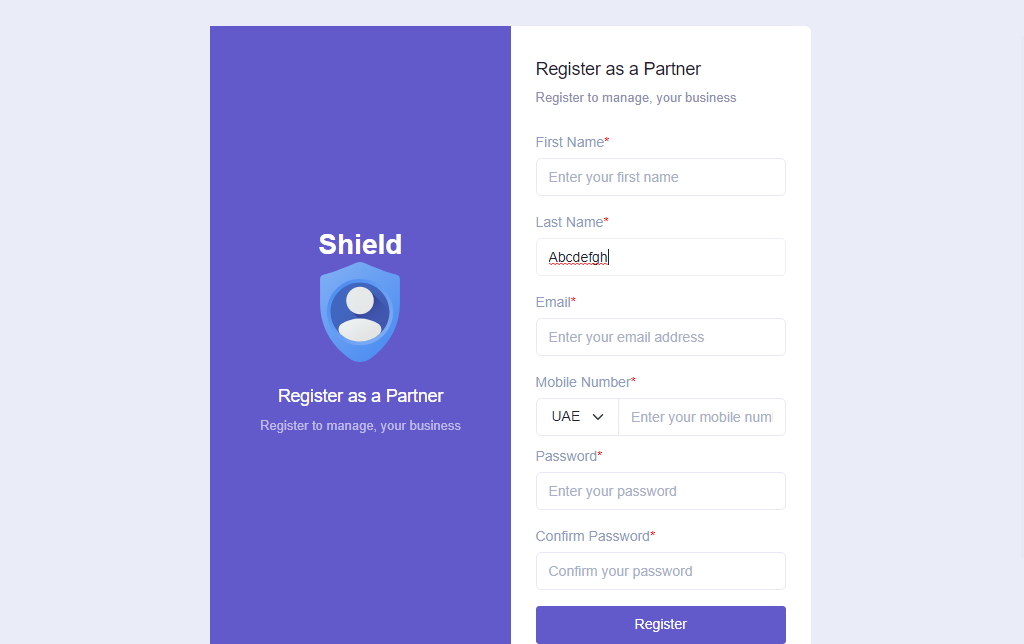 Shield
Register as a Partner
Register to manage, your business
Register as a Partner
Register to manage, your business
First Name*
Enter your first name
Last Name*
Abcdefgh
Email*
Enter your email address
Mobile Number*
UAE Enter your mobile num
Password*
Enter your password
Confirm Password*
Confirm your password
Register